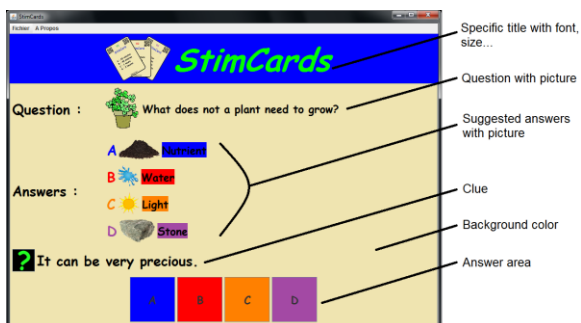 StimCards
Fichier A Propos
StimCards
Specific title with font,
size...
Question :
What does not a plant need to grow?
Question with picture
Suggested answers
with picture
A Nutrient
B Water
Answers :
C Light
D Stone
Clue
? It can be very precious.
Background color
A B C D
Answer area